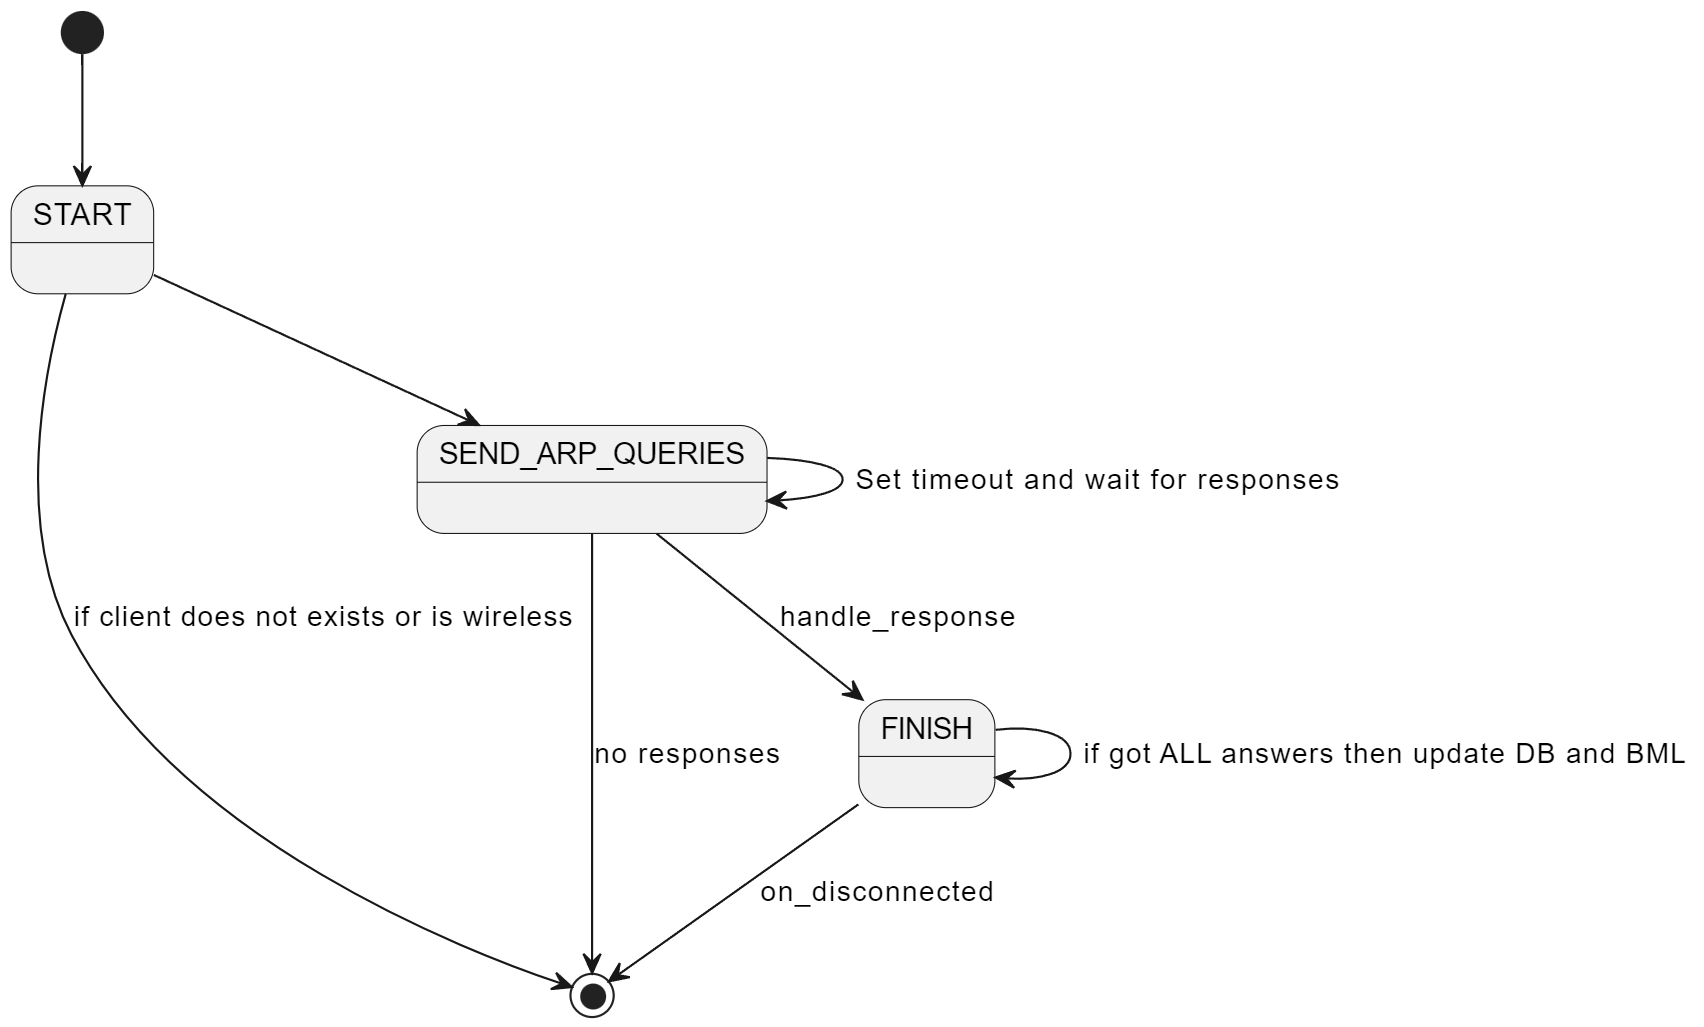 START
SEND_ARP_QUERIES
Set timeout and wait for responses
if client does not exists or is wireless
handle_response
FINISH
no responses
if got ALL answers then update DB and BML
on_disconnected